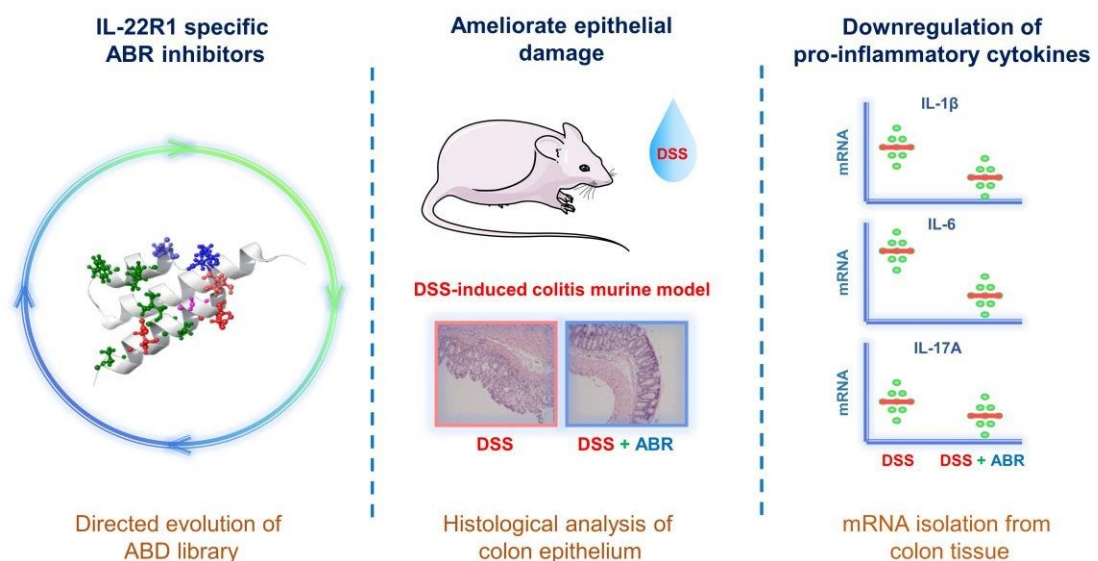 IL-22R1 specific
ABR inhibitors
Directed evolution of
ABD library
Ameliorate epithelial
damage
DSS
DSS-induced colitis murine model
DSS
DSS + ABR
Histological analysis of
colon epithelium
Downregulation of
pro-inflammatory cytokines
IL-1β
mRNA
IL-6
mRNA
IL-17A
mRNA
DSS
DSS + ABR
mRNA isolation from
colon tissue